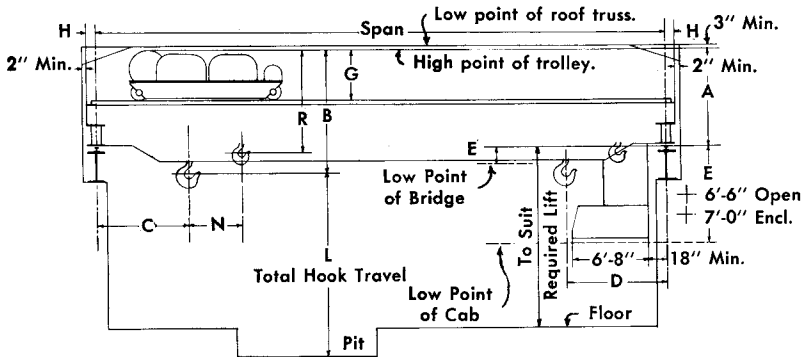 Low point of roof truss.
3" Min.
H
Span
H
2" Min.
High point of trolley.
2" Min.
G
A
R
B
E
Low Point
of Bridge
E
6'-6" Open
7'-0" Encl.
C
N
L
Total Hook Travel
To Suit
Required Lift
6'-8"
18" Min.
D
Low Point
of Cab
Floor
Pit